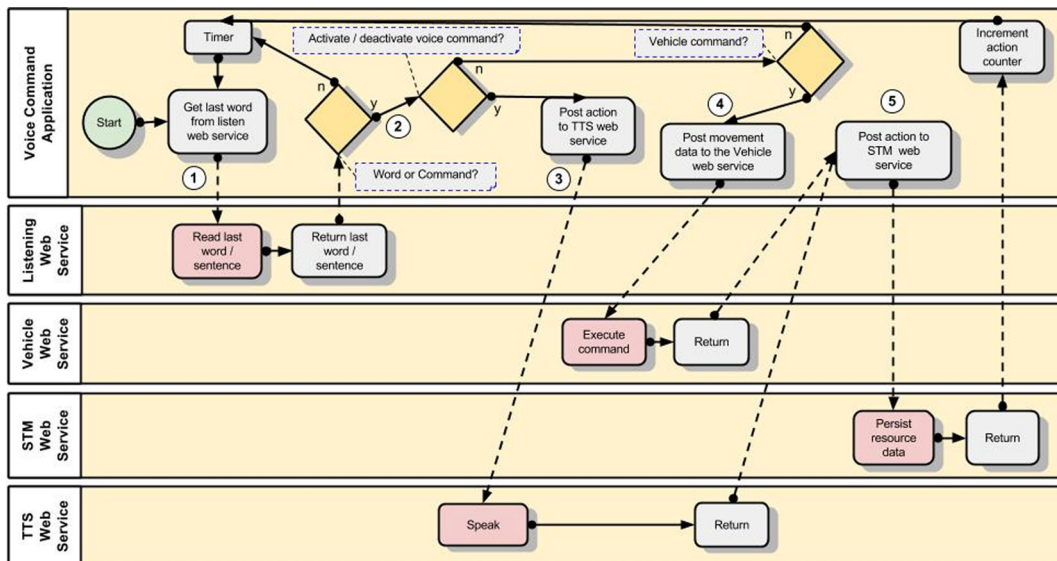 Voice Command
Application
Timer
Activate / deactivate voice command?
Vehicle command?
n
Increment
action
counter
Start
Get last word
from listen
web service
n
y
2
n
y
Post action
to TTS web
service
y
4
5
Post movement
data to the Vehicle
web service
Post action to
STM web
service
1
Word or Command?
3
Listening
Web
Service
Read last
word /
sentence
Return last
word /
sentence
Vehicle
Web
Service
Execute
command
Return
STM
Web
Service
Persist
resource
data
Return
TTS
Web
Service
Speak
Return